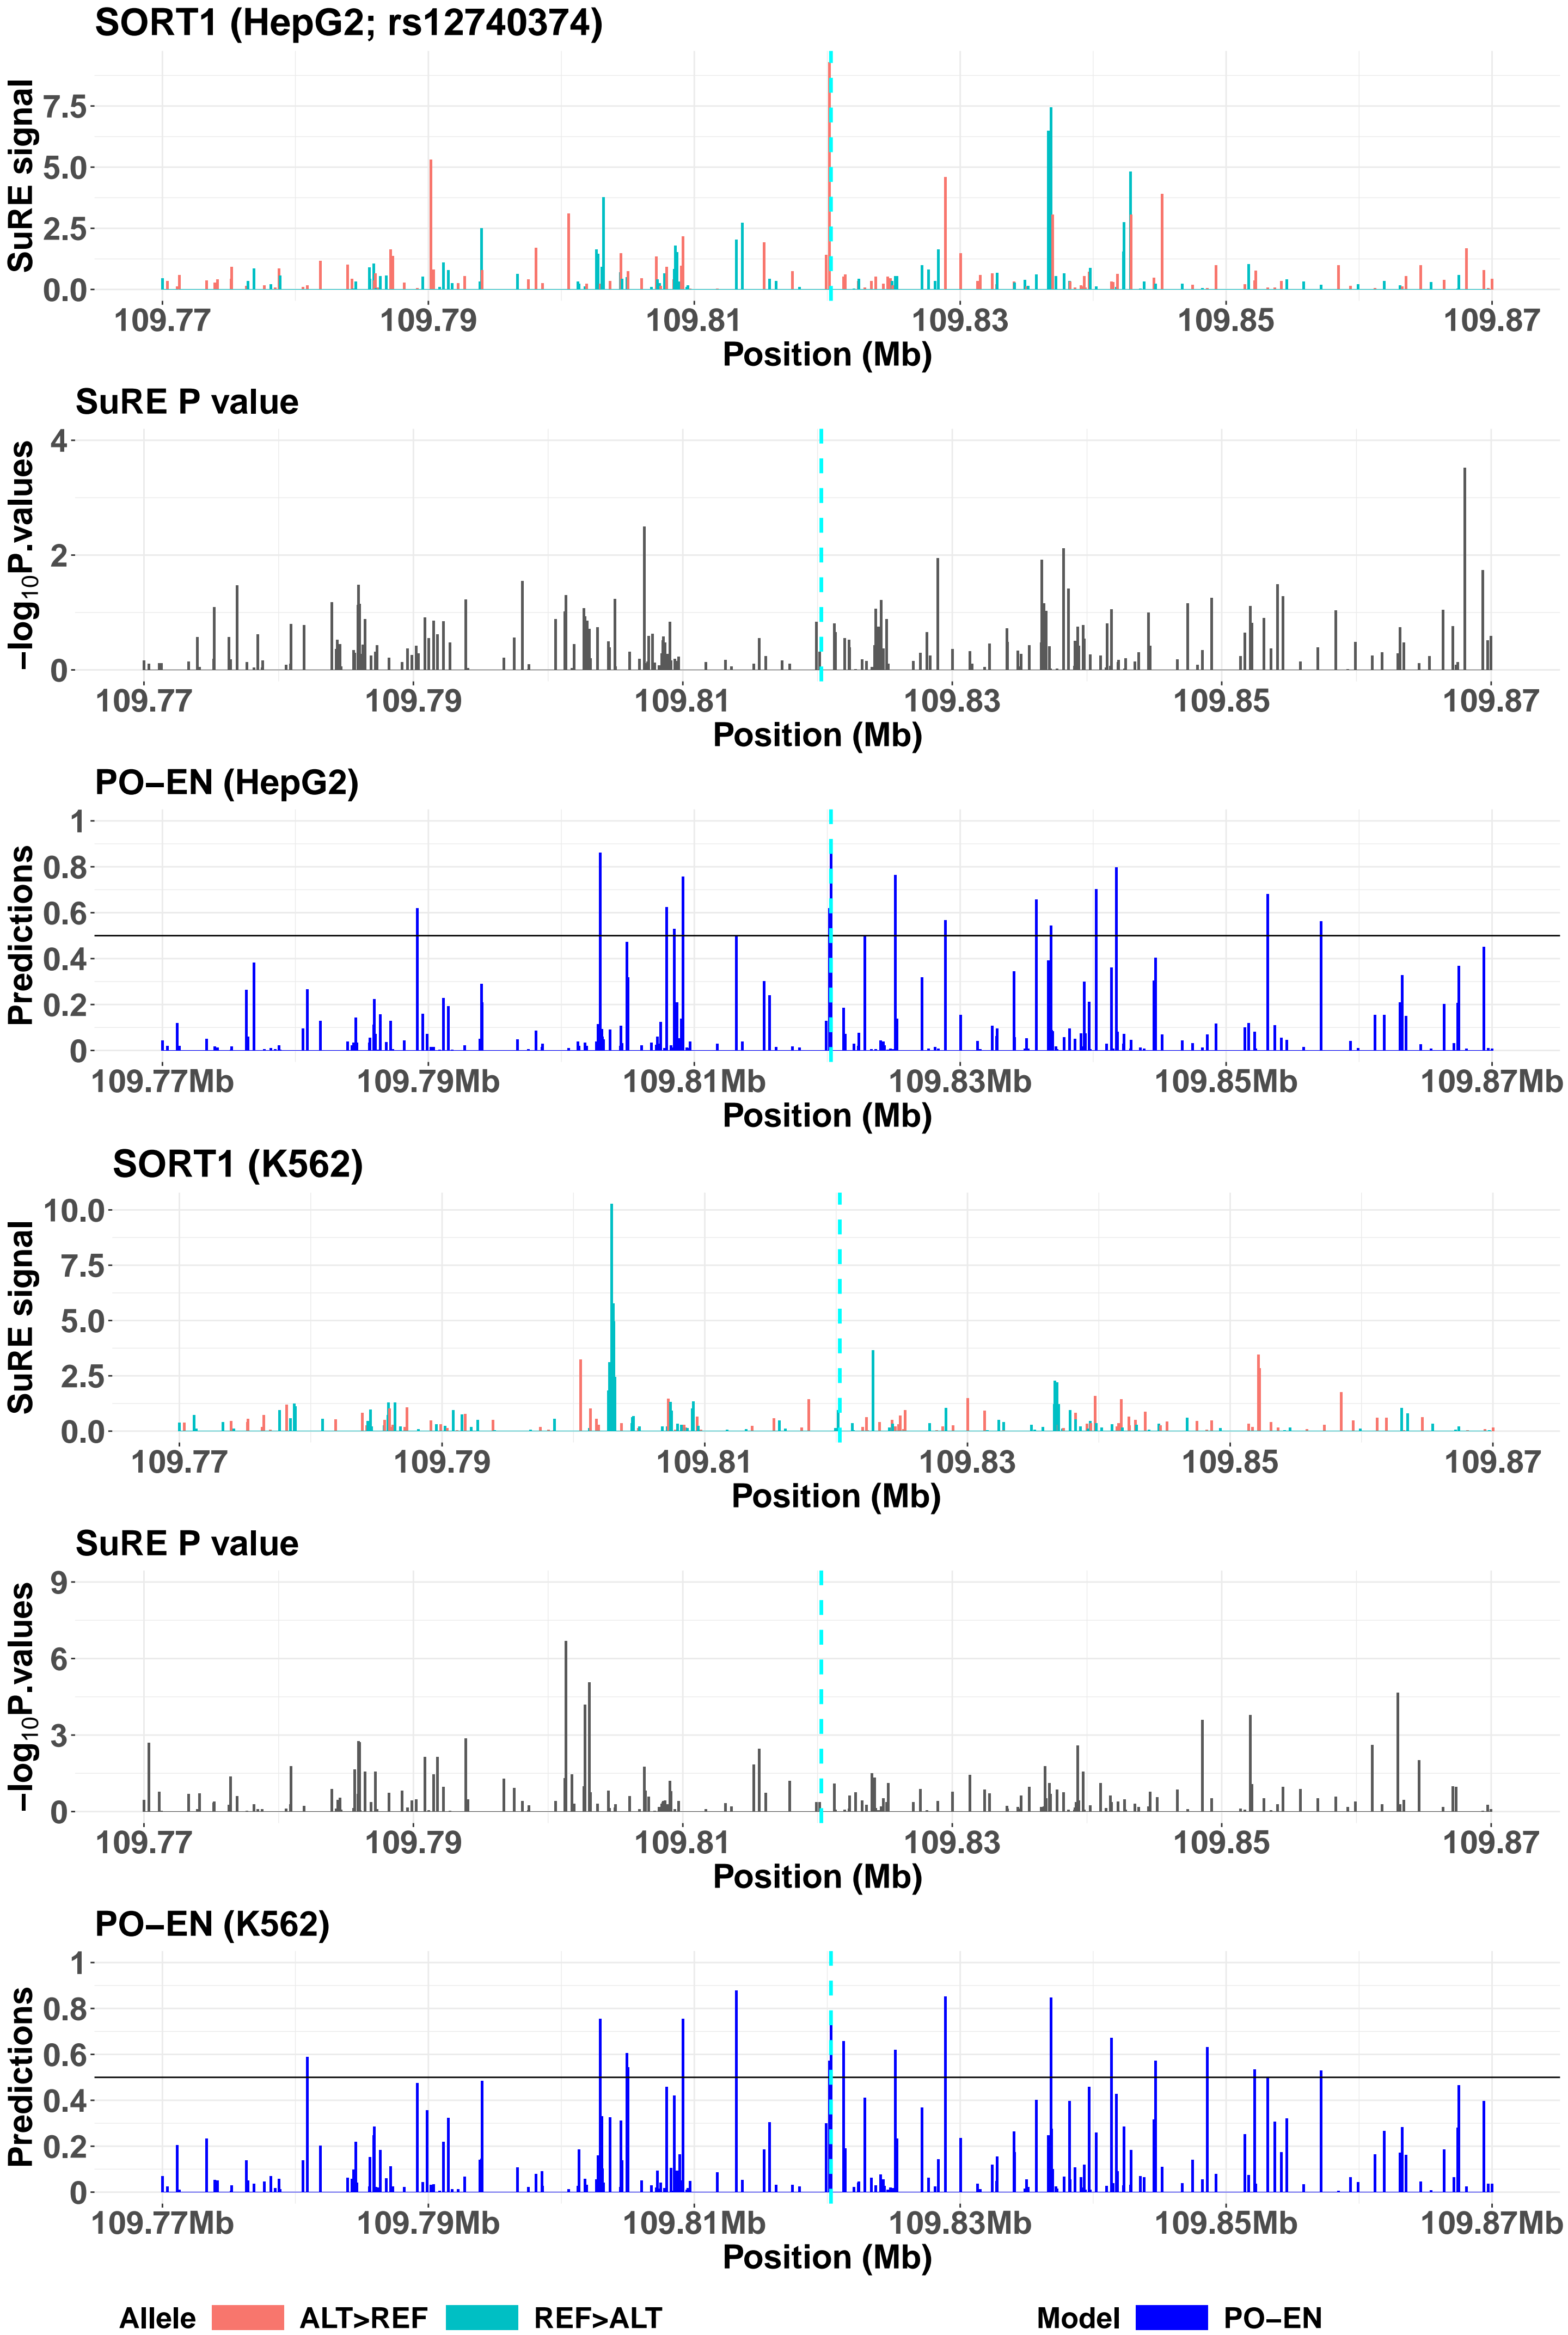 SORT1 (HepG2; rs12740374)
SuRE signal
7.5
5.0
2.5
0.0
109.77 109.79 109.81 109.83 109.85 109.87
Position (Mb)
SuRE P value
−log10P.values
4
2
0
109.77 109.79 109.81 109.83 109.85 109.87
Position (Mb)
PO−EN (HepG2)
Predictions
1
0.8
0.6
0.4
0.2
0
109.77Mb 109.79Mb 109.81Mb 109.83Mb 109.85Mb 109.87Mb
Position (Mb)
SORT1 (K562)
SuRE signal
10.0
7.5
5.0
2.5
0.0
109.77 109.79 109.81 109.83 109.85 109.87
Position (Mb)
SuRE P value
−log10P.values
9
6
3
0
109.77 109.79 109.81 109.83 109.85 109.87
Position (Mb)
PO−EN (K562)
Predictions
1
0.8
0.6
0.4
0.2
0
109.77Mb 109.79Mb 109.81Mb 109.83Mb 109.85Mb 109.87Mb
Position (Mb)
Allele ALT>REF REF>ALT Model PO−EN